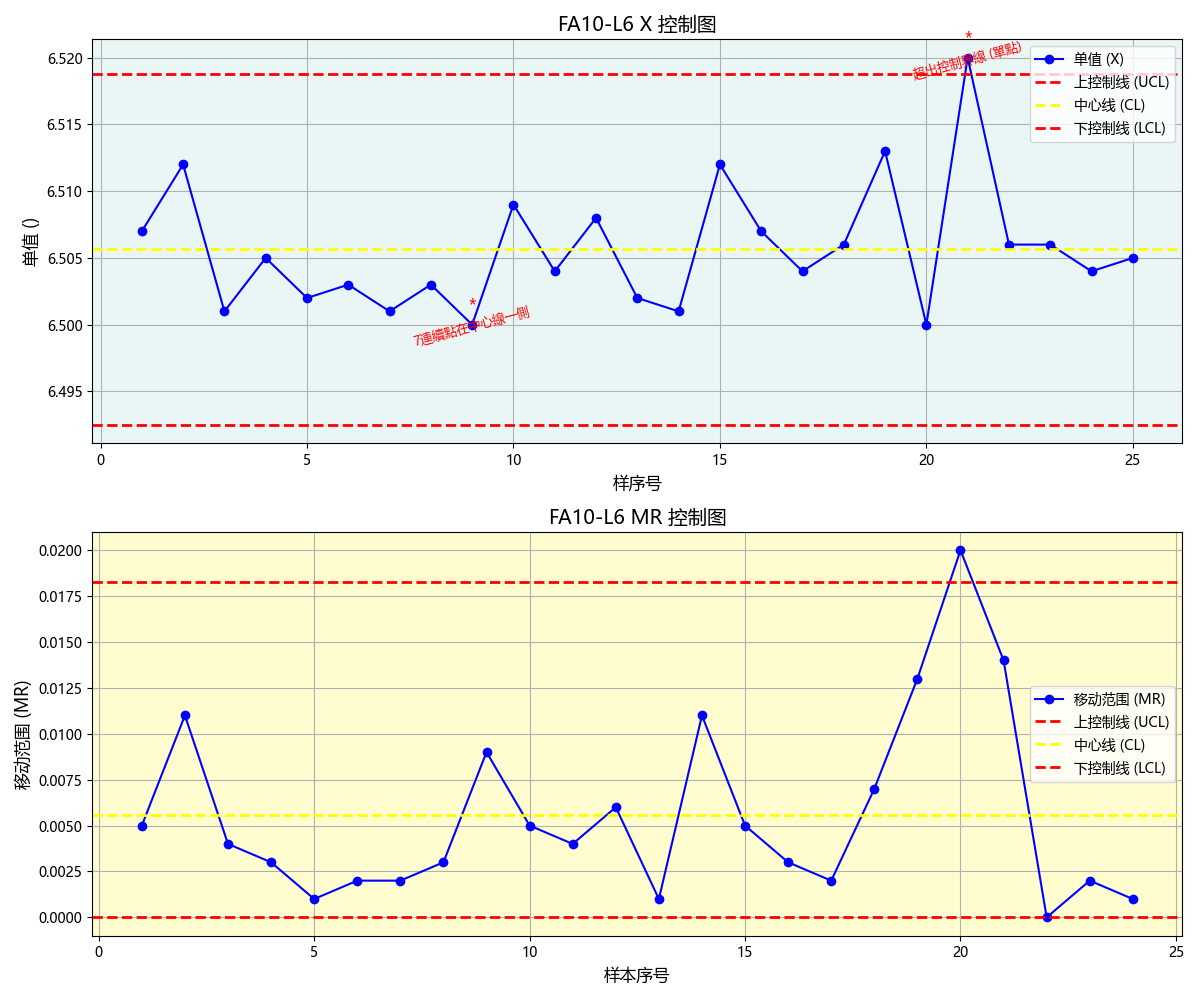 FA10-L6 X 控制图
单值 ()
6.520
6.515
6.510
6.505
6.500
6.495
*
超出控制界線 (單點)
*
7連續點在中心線一側
单值 (X)
上控制线 (UCL)
中心线 (CL)
下控制线 (LCL)
0 5 10 15 20 25
样序号
FA10-L6 MR 控制图
移动范围 (MR)
0.0200
0.0175
0.0150
0.0125
0.0100
0.0075
0.0050
0.0025
0.0000
移动范围 (MR)
上控制线 (UCL)
中心线 (CL)
下控制线 (LCL)
0 5 10 15 20 25
样本序号